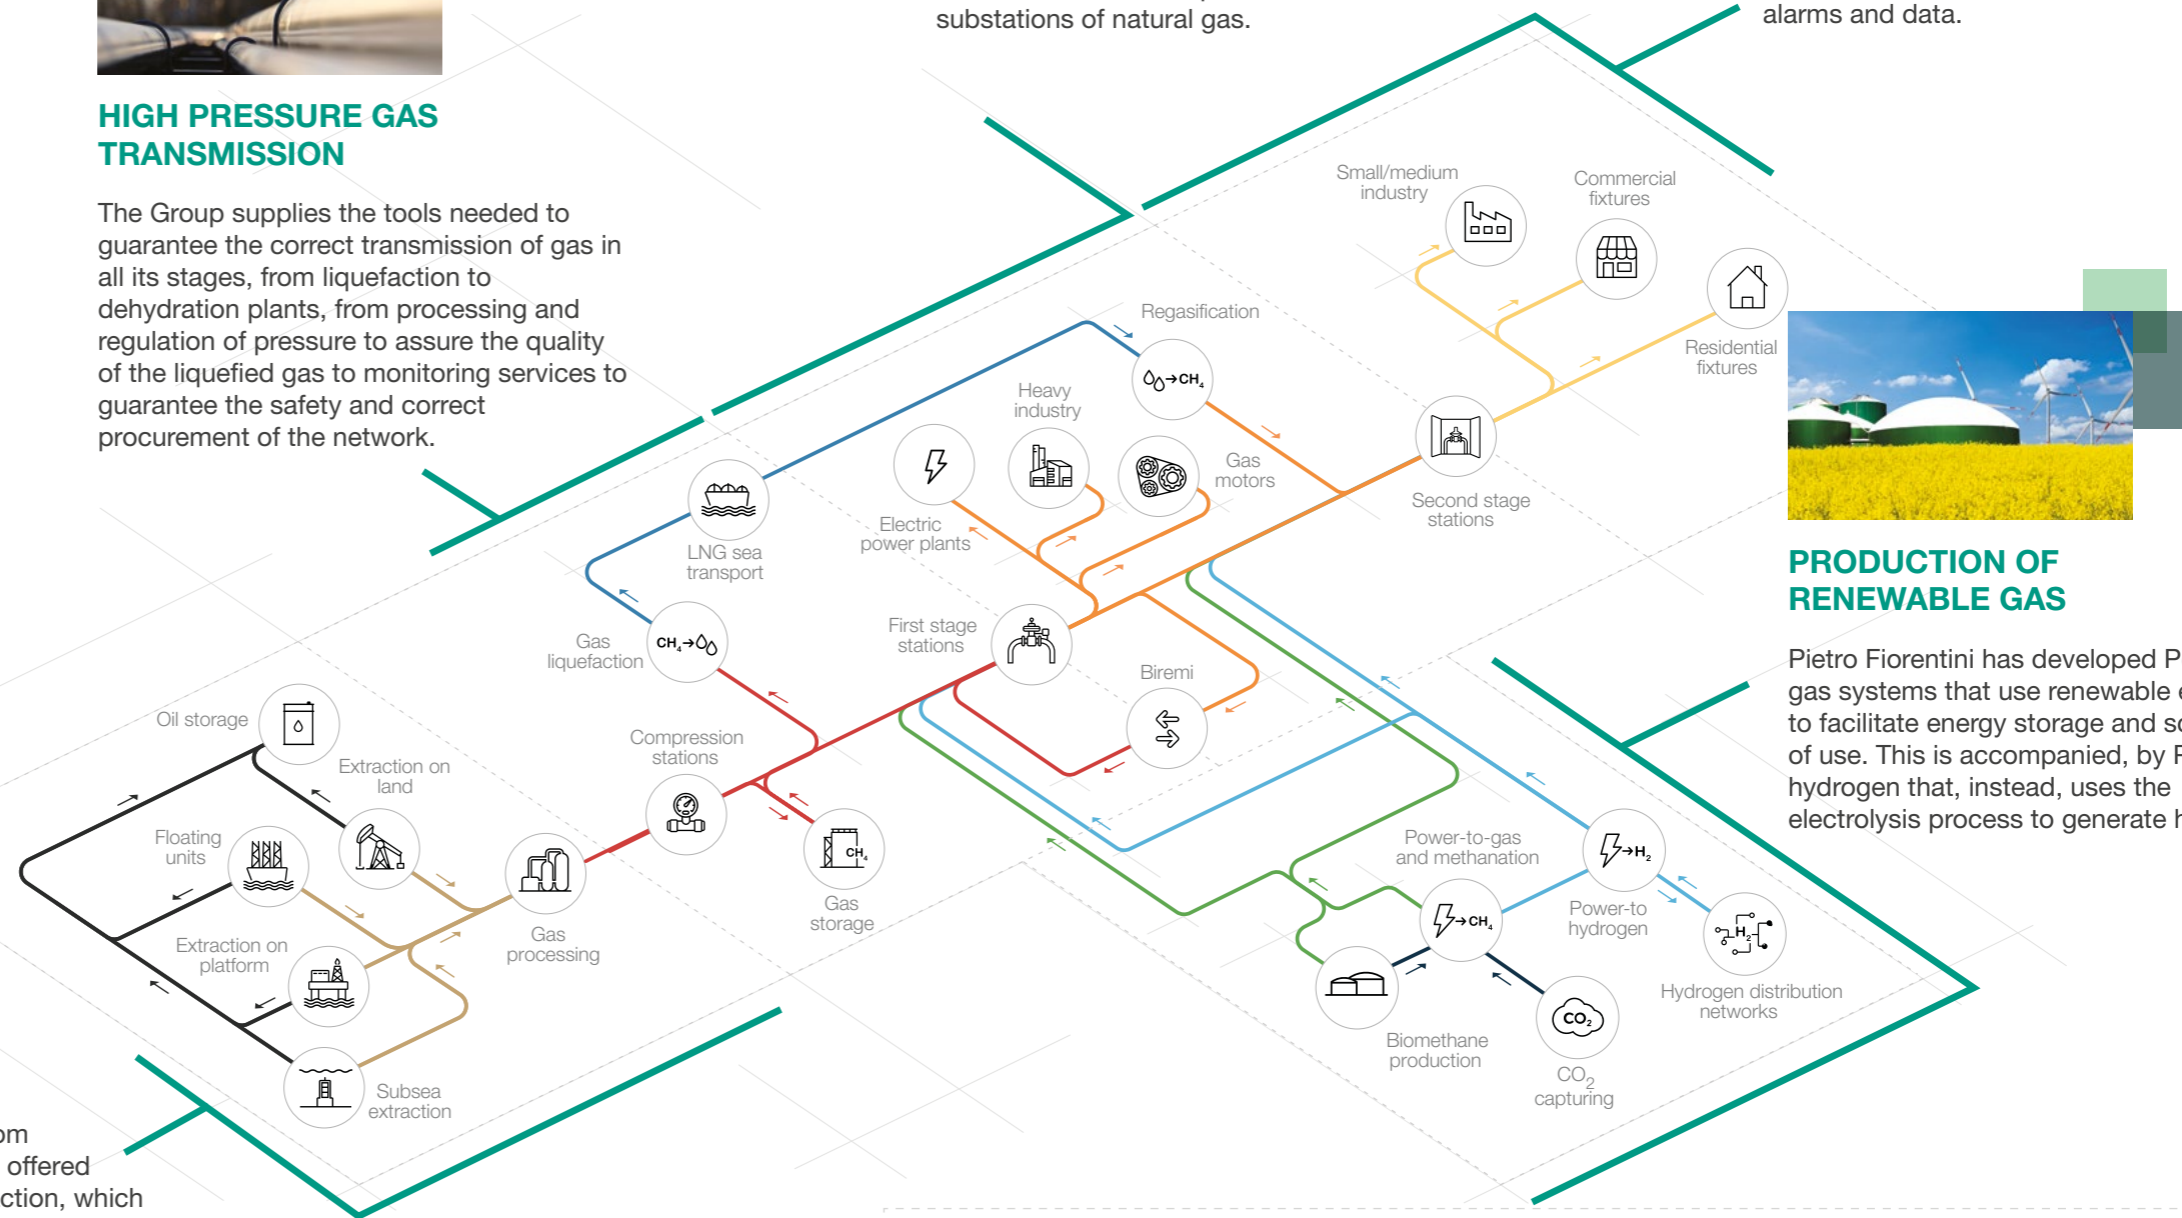 substations of natural gas.
alarms and data.
HIGH PRESSURE GAS
TRANSMISSION
The Group supplies the tools needed to
guarantee the correct transmission of gas in
all its stages, from liquefaction to
dehydration plants, from processing and
regulation of pressure to assure the quality
of the liquefied gas to monitoring services to
guarantee the safety and correct
procurement of the network.
Small/medium
industry
Commercial
fixtures
Residential
fixtures
Regasification
→CH₄
Heavy
industry
Gas
motors
Electric
power plants
Second stage
stations
LNG sea
transport
Gas
liquefaction
CH₄→
First stage
stations
Biremi
Oil storage
Extraction on
land
Compression
stations
Floating
units
CH₄
Gas
storage
Gas
processing
Extraction on
platform
Subsea
extraction
Power-to-gas
and methanation
→CH₄
→H₂
Power-to
hydrogen
H₂
Hydrogen distribution
networks
Biomethane
production
CO₂
CO₂
capturing
PRODUCTION OF
RENEWABLE GAS
Pietro Fiorentini has developed P
gas systems that use renewable e
to facilitate energy storage and sc
of use. This is accompanied, by P
hydrogen that, instead, uses the
electrolysis process to generate h
om
offered
ction, which